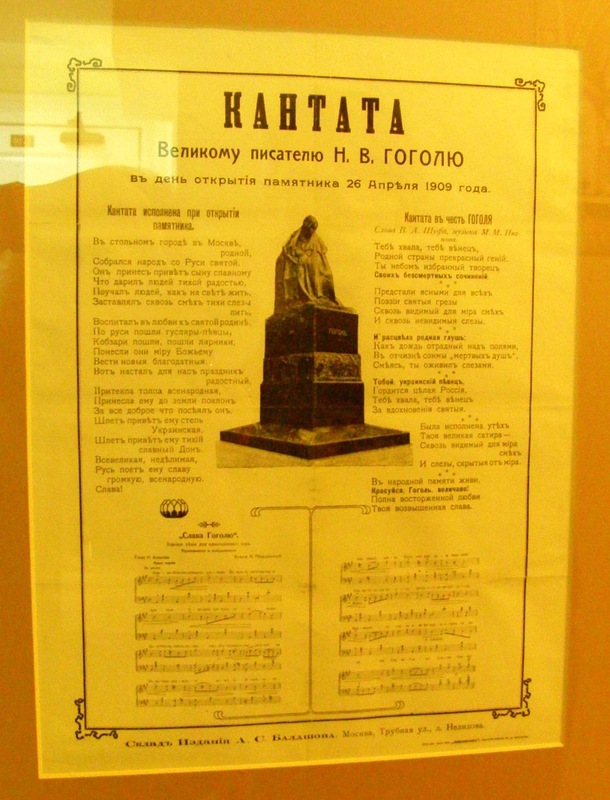 КАНТАТА
Великому писателю Н. В. ГОГОЛЮ
въ день открытія памятника 26 Апрѣля 1909 года.
Кантата исполнена при открытіи
памятника.
Въ стольномъ городѣ въ Москвѣ,
родной,
Собрался народъ со Руси святой.
Онъ принесъ привѣтъ сыну славному
Что дарилъ людей тихой радостью,
Поучалъ людей, какъ на свѣтѣ жить,
Заставлялъ сквозь смѣхъ тихи слезы
лить,
Воспиталъ въ любви къ святой родинѣ.
По руси пошли гусляры-пѣвцы,
Кобзари пошли, пошли лирники.
Понесли они міру Божьему
Вести новыя благодатныя.
Вотъ насталъ для насъ праздникъ
радостный.
Притекла толпа всенародная,
Принесла ему до земли поклонъ
За все доброе что посѣялъ онъ.
Шлетъ привѣтъ ему степь
Украинская.
Шлетъ привѣтъ ему тихій
славный Донъ.
Всевеликая, недѣлимая,
Русь поетъ ему славу
громкую, всенародную.
Слава!
ГОГОЛЬ
Кантата въ честь ГОГОЛЯ
Слова В. А. Шуфа, музыка М. М. Ипо
Тебѣ хвала, тебѣ вѣнецъ,
Родной страны прекрасный геній.
Ты небомъ избранный творецъ
Своихъ безсмертныхъ сочиненій
Предстали ясными для всѣхъ
Поэзіи святыя грезы
Сквозь видимый для міра смѣхъ
И сквозь невидимыя слезы.
И расцвѣла родная глушь:
Какъ дождь отрадный надъ полями,
Въ отчизнѣ сонмы „мертвыхъ душъ".
Смѣясь, ты оживилъ слезами.
Тобой, украинскій пѣвецъ,
Гордится цѣлая Россія,
Тебѣ хвала, тебѣ вѣнецъ
За вдохновенія святыя.
Была исполнена утѣхъ
Твоя великая сатира—
Сквозь видимый для міра
смѣхъ
И слезы, скрытыя отъ міра.
Въ народной памяти живи,
Красуйся, Гоголь, величаво!
Полна восторженной любви
Твоя возвышенная слава.
„Слава Гоголю".
Складъ Изданія А. С. Балашова. Москва, Трубная ул., д. Незлобова.